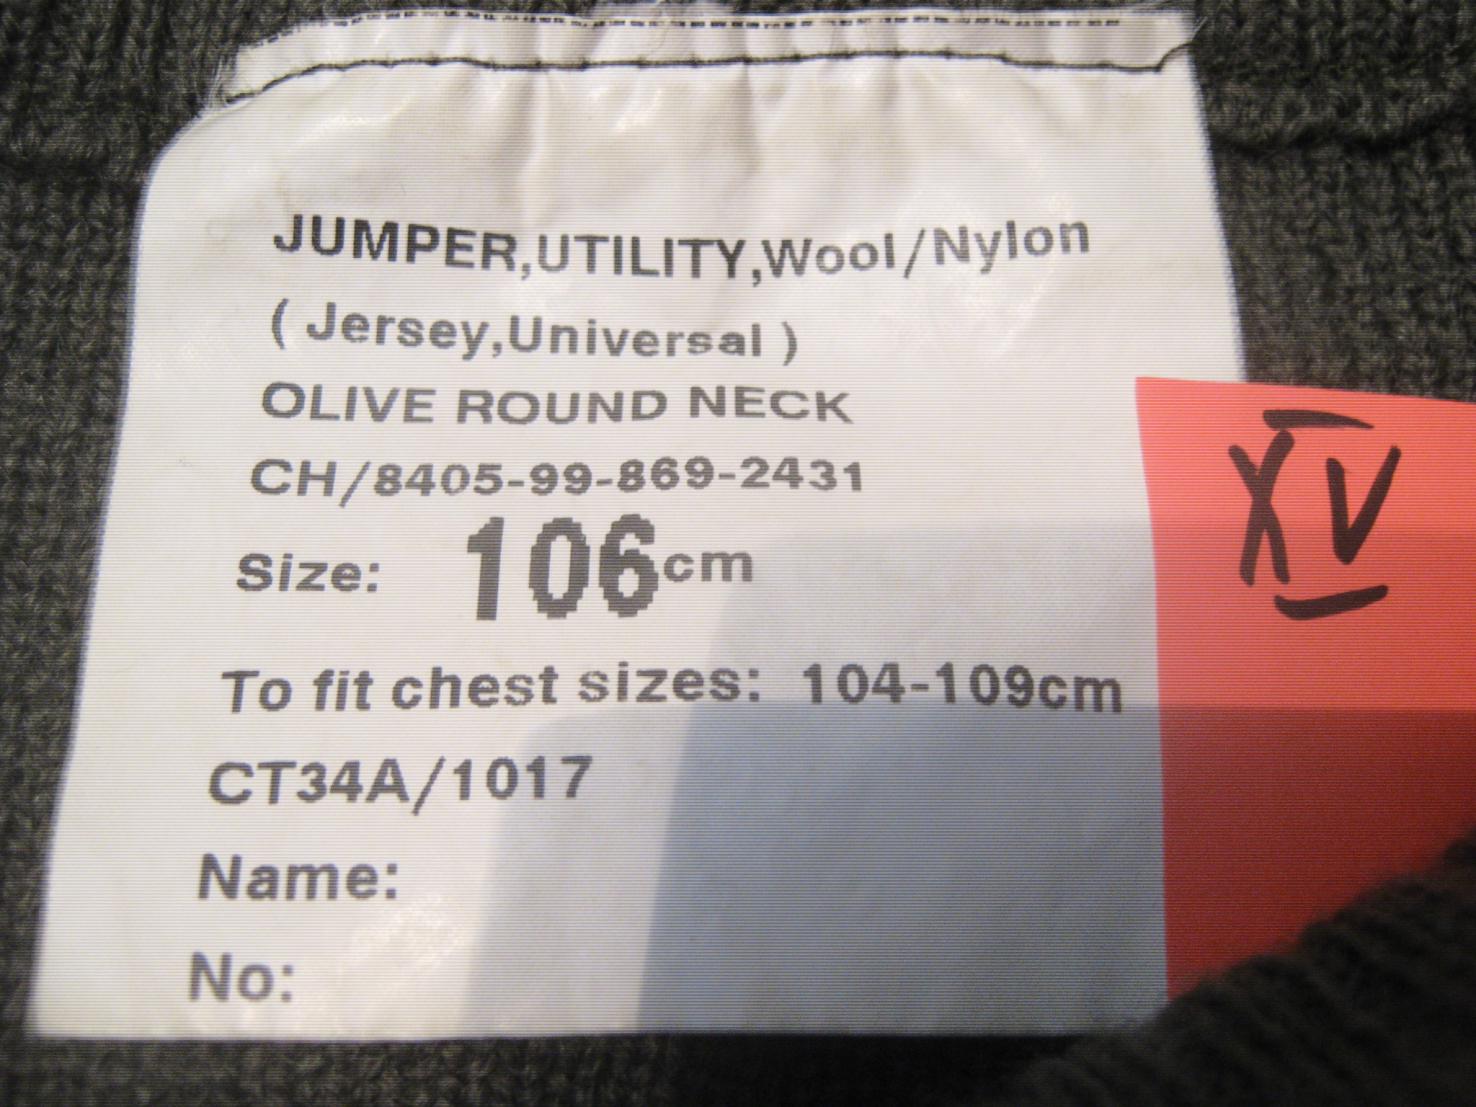 JUMPER,UTILITY,Wool/Nylon
( Jersey,Universal )
OLIVE ROUND NECK
CH/8405-99-869-2431
Size: 106cm
To fit chest sizes: 104-109cm
CT34A/1017
Name:
No:
XV